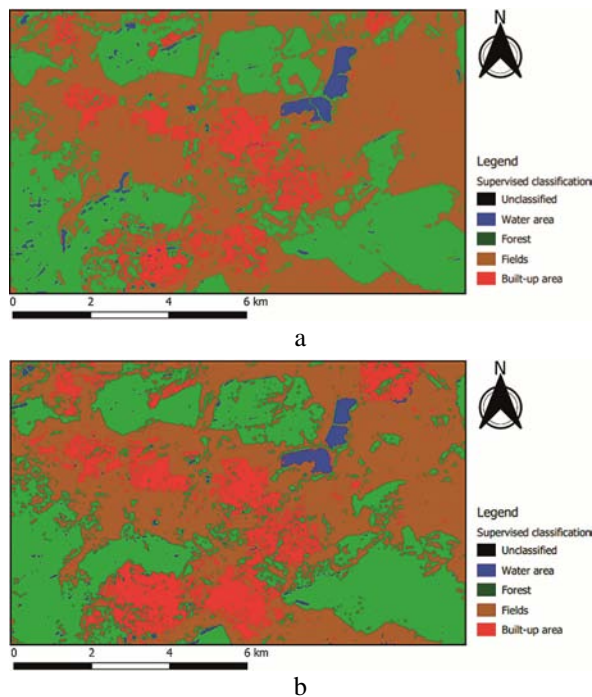 N
Legend
Supervised classification
Unclassified
Water area
Forest
Fields
Built-up area
0 2 4 6 km
a
N
Legend
Supervised classification
Unclassified
Water area
Forest
Fields
Built-up area
0 2 4 6 km
b